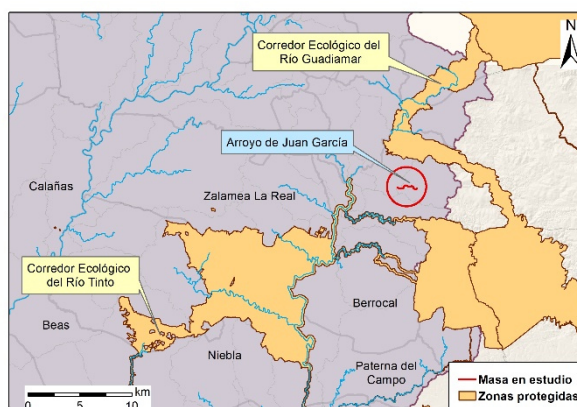 N
Corredor Ecológico del
Río Guadiamar
Arroyo de Juan García
Calañas
Zalamea La Real
Corredor Ecológico
del Río Tinto
Berrocal
Beas
Niebla
Paterna del
Campo
km
0 5 10
Masa en estudio
Zonas protegidas